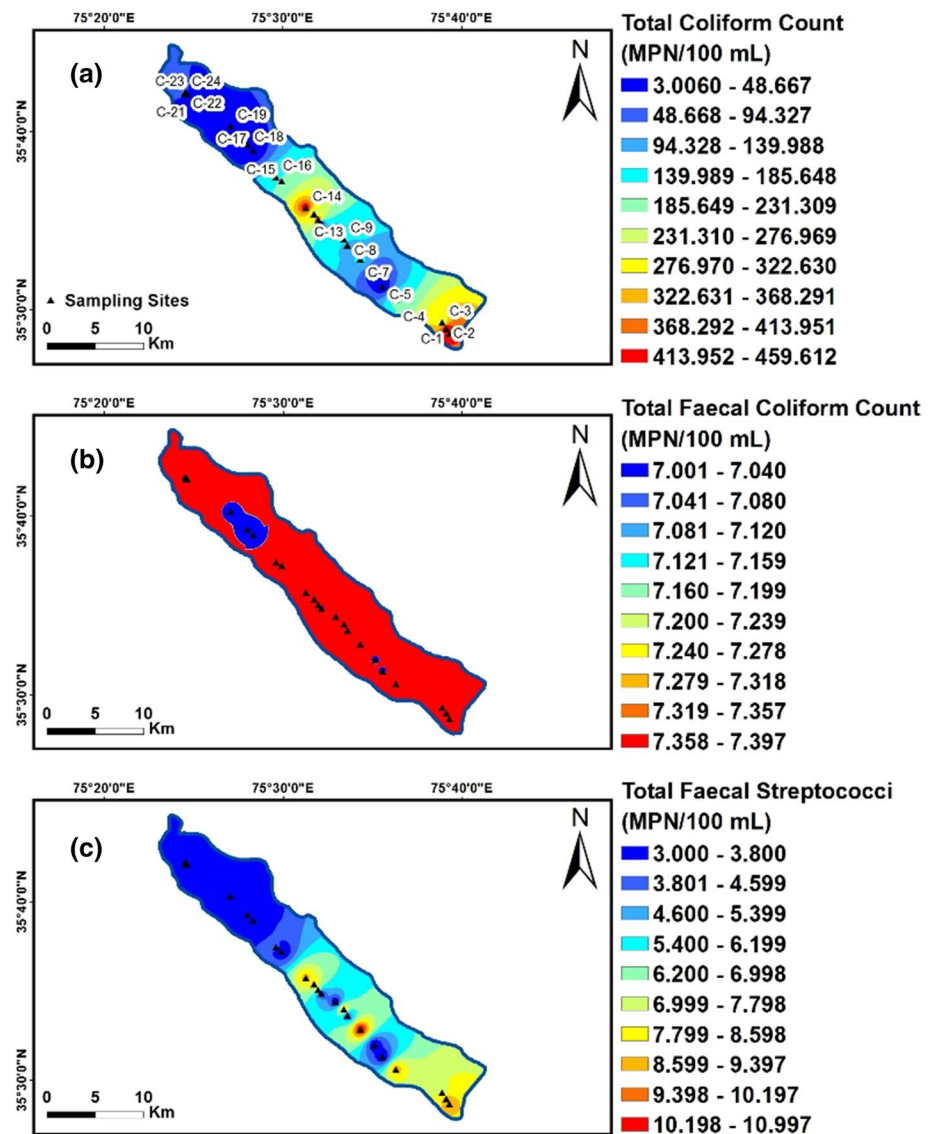 75°20'0"E 75°30'0"E 75°40'0"E
Total Coliform Count
(MPN/100 mL)
(a)
N
C-23 C-24
C-21 C-22
C-19
C-17 C-18
C-15 C-16
C-14
C-13 C-9
C-8
C-7
C-5
C-4 C-3
C-1 C-2
35°40'0"N
35°30'0"N
Sampling Sites
0 5 10
Km
3.0060 - 48.667
48.668 - 94.327
94.328 - 139.988
139.989 - 185.648
185.649 - 231.309
231.310 - 276.969
276.970 - 322.630
322.631 - 368.291
368.292 - 413.951
413.952 - 459.612
75°20'0"E 75°30'0"E 75°40'0"E
Total Faecal Coliform Count
(MPN/100 mL)
(b)
N
35°40'0"N
35°30'0"N
0 5 10
Km
7.001 - 7.040
7.041 - 7.080
7.081 - 7.120
7.121 - 7.159
7.160 - 7.199
7.200 - 7.239
7.240 - 7.278
7.279 - 7.318
7.319 - 7.357
7.358 - 7.397
75°20'0"E 75°30'0"E 75°40'0"E
Total Faecal Streptococci
(MPN/100 mL)
(c)
N
35°40'0"N
35°30'0"N
0 5 10
Km
3.000 - 3.800
3.801 - 4.599
4.600 - 5.399
5.400 - 6.199
6.200 - 6.998
6.999 - 7.798
7.799 - 8.598
8.599 - 9.397
9.398 - 10.197
10.198 - 10.997